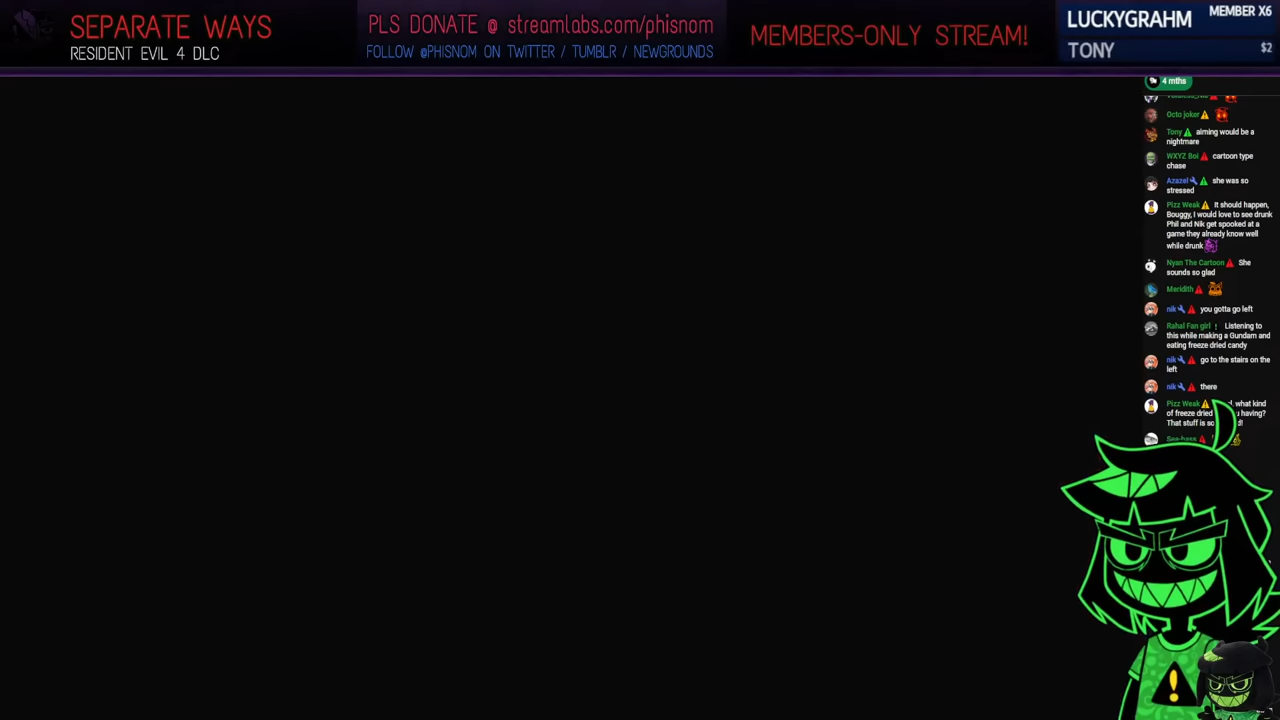 SEPARATE WAYS
RESIDENT EVIL 4 DLC
PLS DONATE @ streamlabs.com/phisnom
FOLLOW @PHISNOM ON TWITTER / TUMBLR / NEWGROUNDS
MEMBERS-ONLY STREAM!
LUCKYGRAHM MEMBER X6
TONY $2
4 mths
Octo joker
Tony aiming would be a
nightmare
WXYZ Boi cartoon type
chase
Azazel she was so
stressed
Pizz Weak It should happen,
Bouggy, I would love to see drunk
Phil and Nik get spooked at a
game they already know well
while drunk
Nyan The Cartoon She
sounds so glad
Meridith
nik you gotta go left
Rahal Fan girl ! Listening to
this while making a Gundam and
eating freeze dried candy
nik go to the stairs on the
left
nik there
Pizz Weak what kind
of freeze dried having?
That stuff is